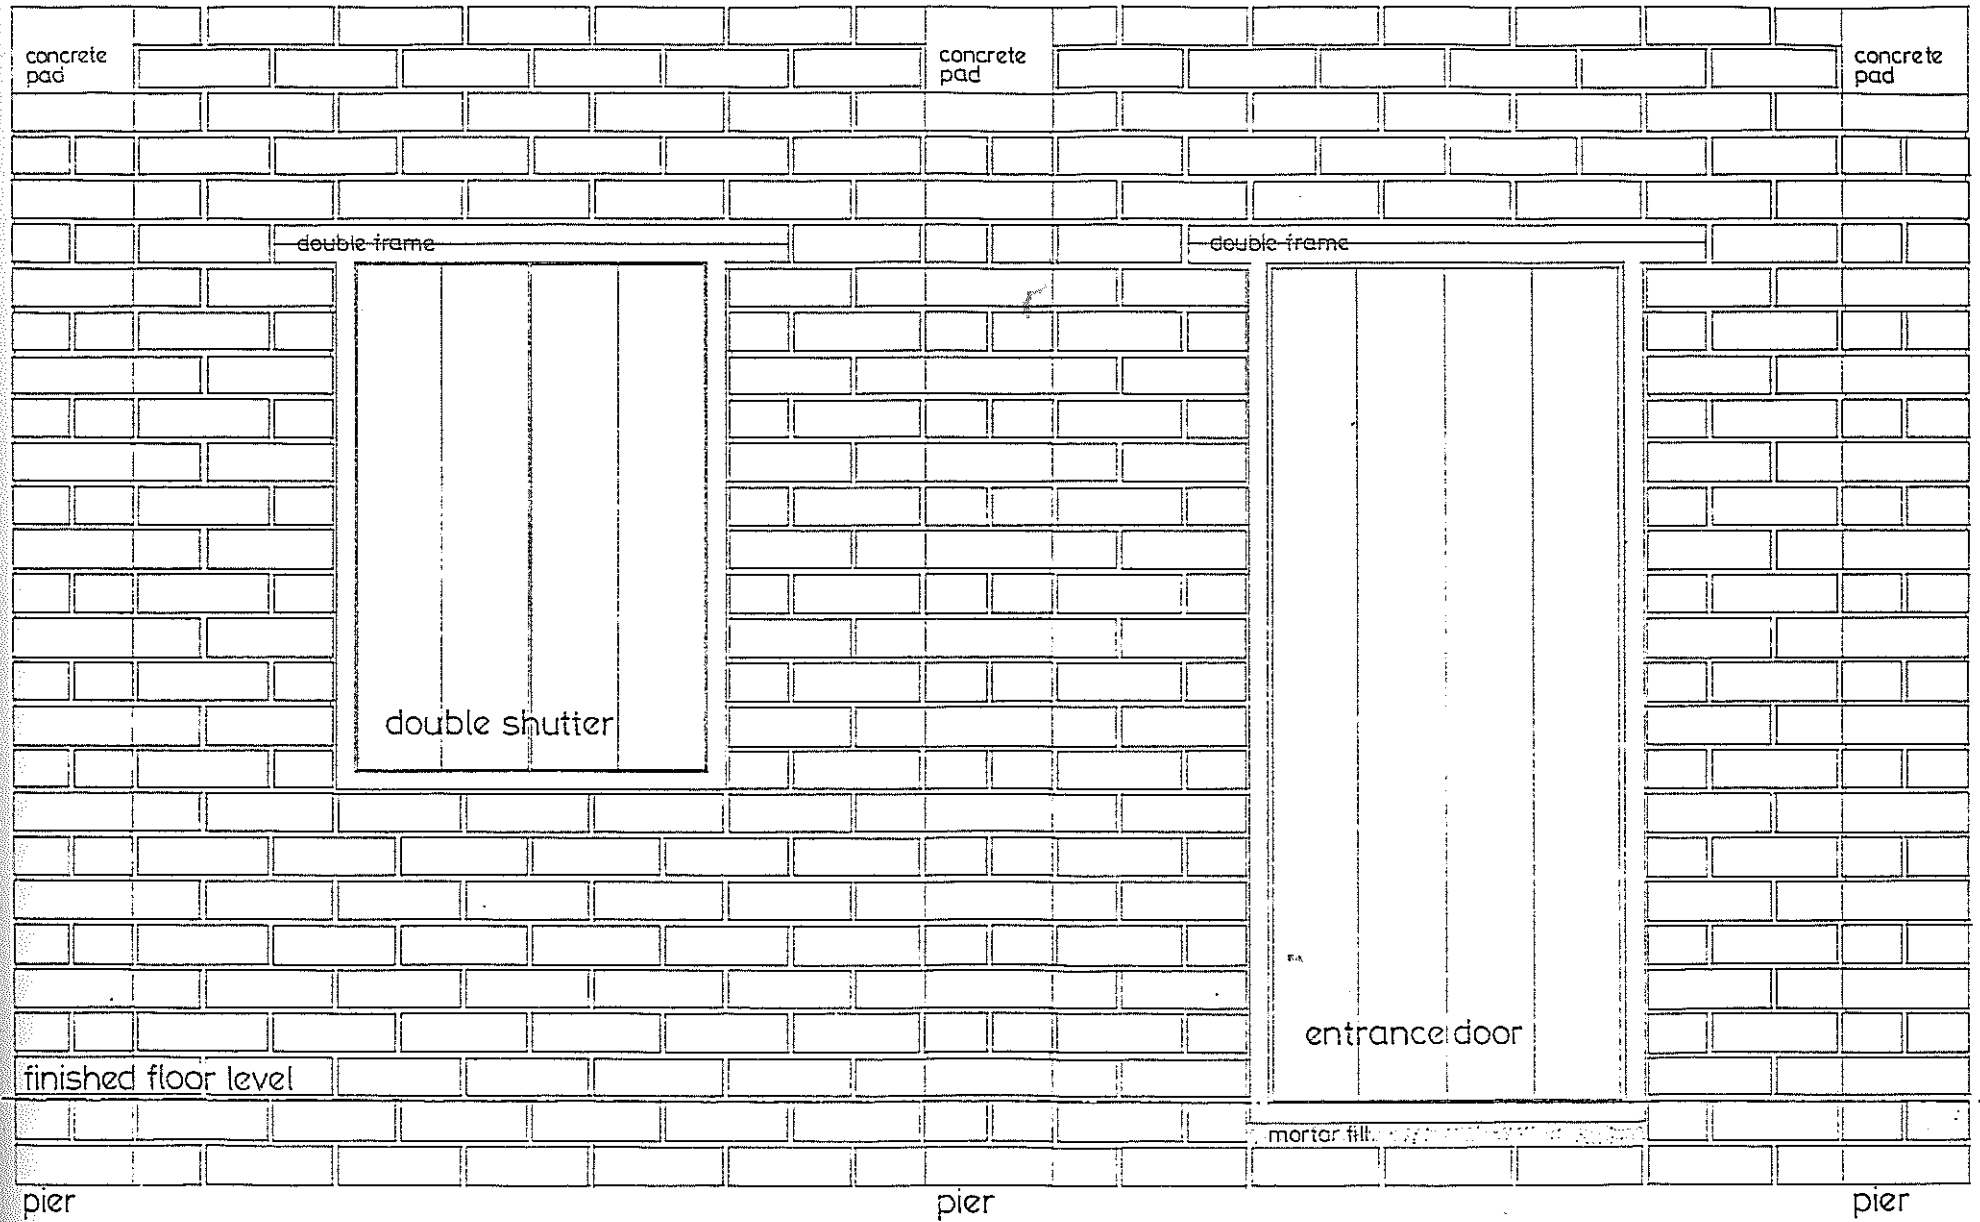 concrete
pad
concrete
pad
concrete
pad
double frame
double frame
double shutter
entrance door
finished floor level
mortar fill
pier
pier
pier